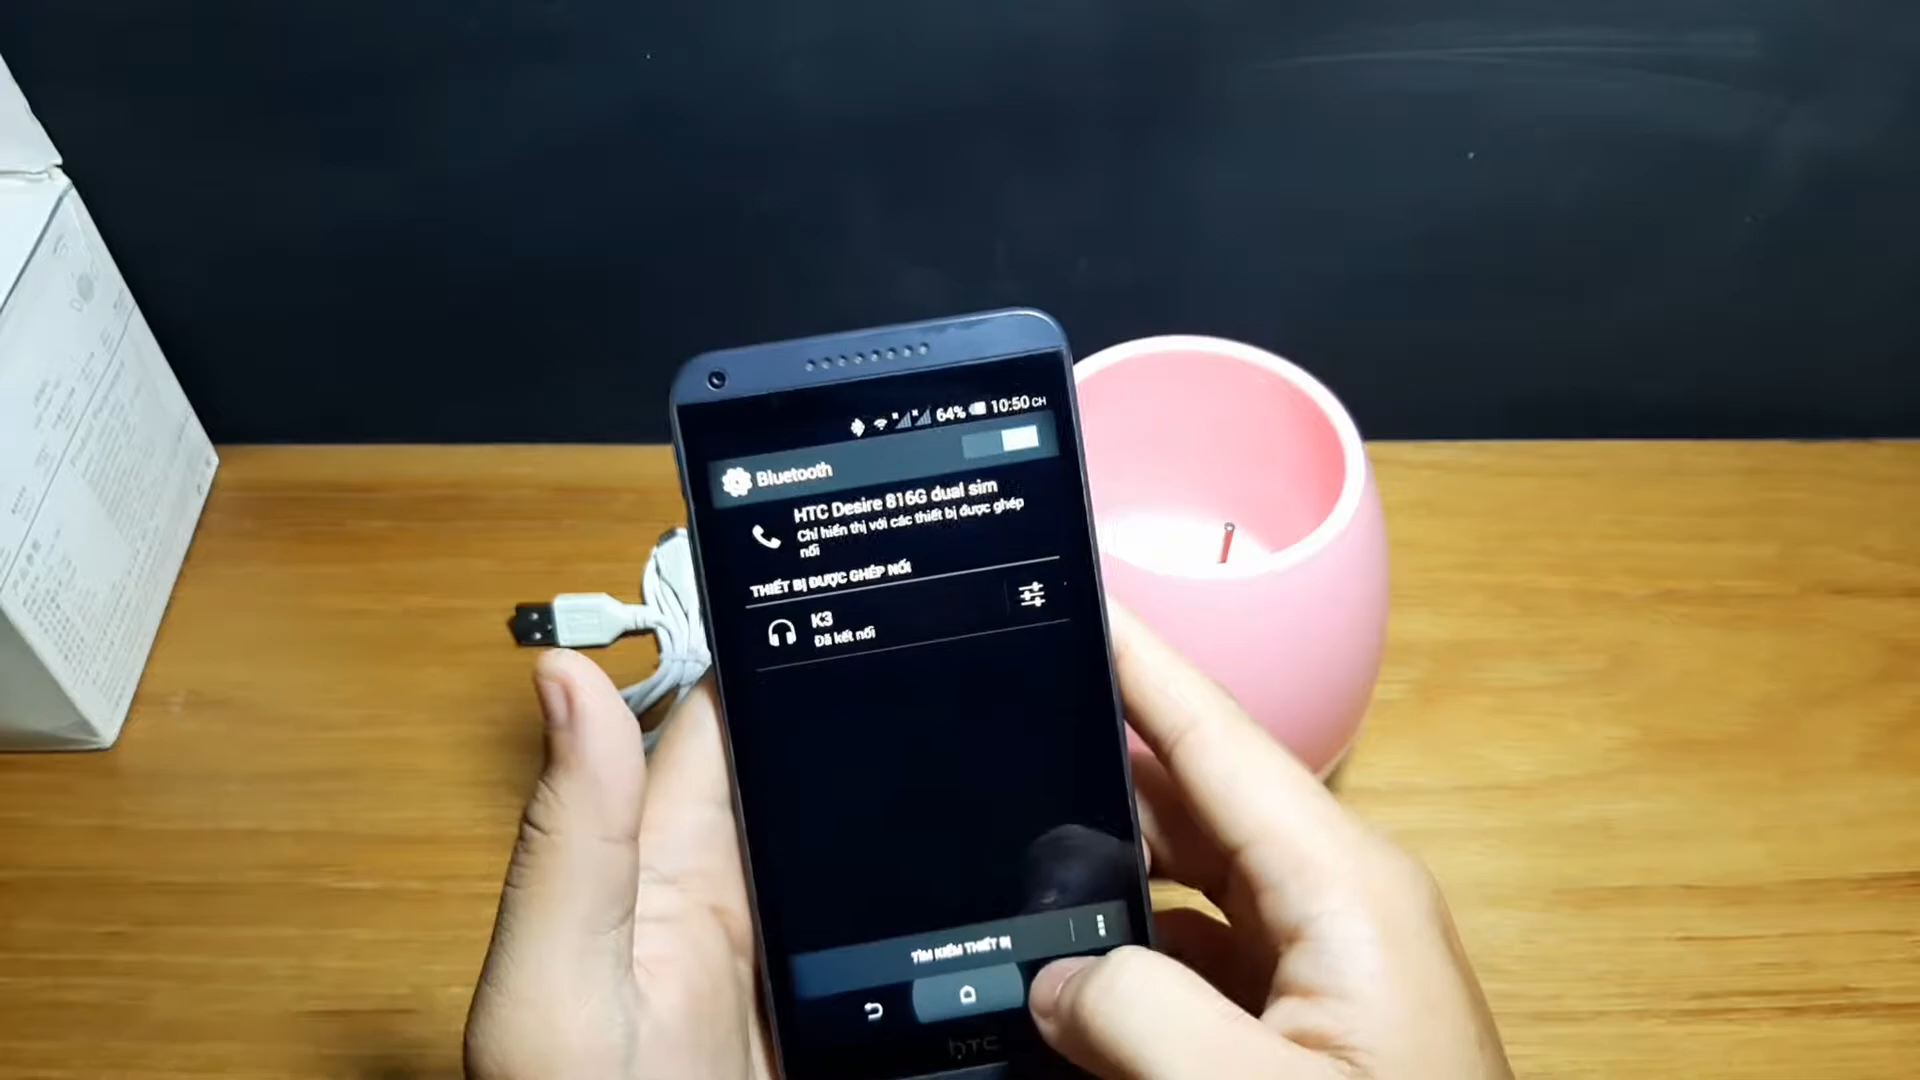 64% 10:50 CH
Bluetooth
HTC Desire 816G dual sim
Chỉ hiển thị với các thiết bị được ghép
nối
THIẾT BỊ ĐƯỢC GHÉP NỐI
K3
Đã kết nối
TÌM KIẾM THIẾT BỊ
hTC